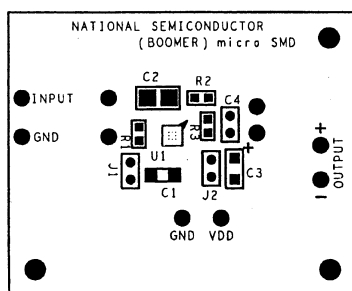 NATIONAL SEMICONDUCTOR
(BOOMER) micro SMD
C2
R2
INPUT
C4
GND
R1
R3
+
+
U1
J1
C1
J2
C3
OUTPUT
-
GND
VDD